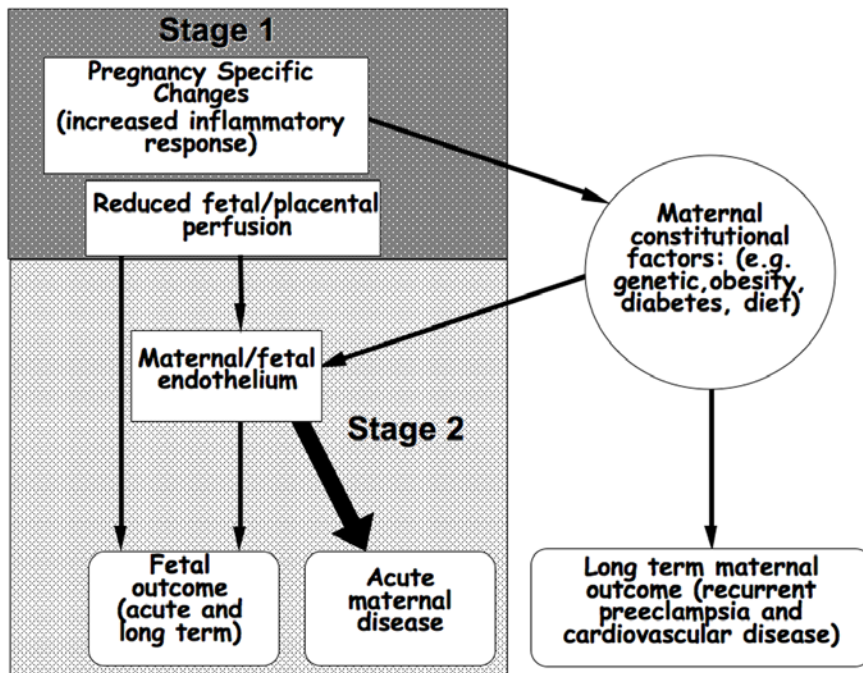 Stage 1
Pregnancy Specific
Changes
(increased inflammatory
response)
Reduced fetal/placental
perfusion
Maternal
constitutional
factors: (e.g.
genetic,obesity,
diabetes, diet)
Maternal/fetal
endothelium
Stage 2
Fetal
outcome
(acute and
long term)
Acute
maternal
disease
Long term maternal
outcome (recurrent
preeclampsia and
cardiovascular disease)